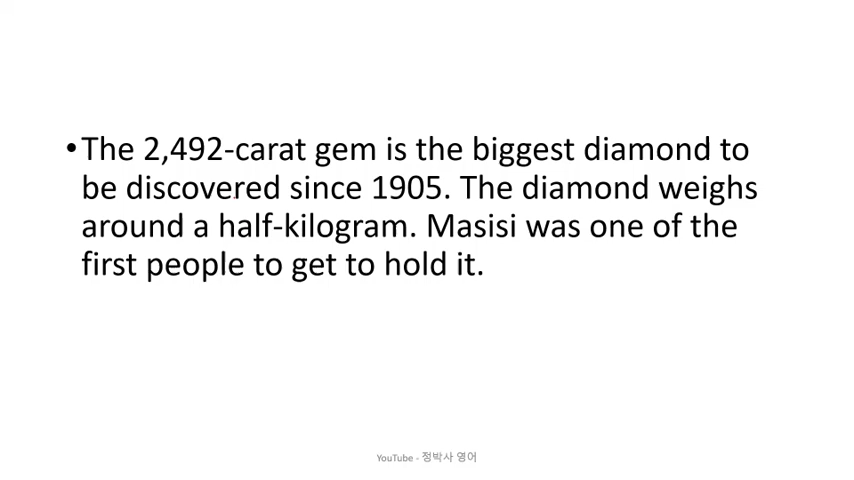 •The 2,492-carat gem is the biggest diamond to
be discovered since 1905. The diamond weighs
around a half-kilogram. Masisi was one of the
first people to get to hold it.
YouTube - 정박사 영어